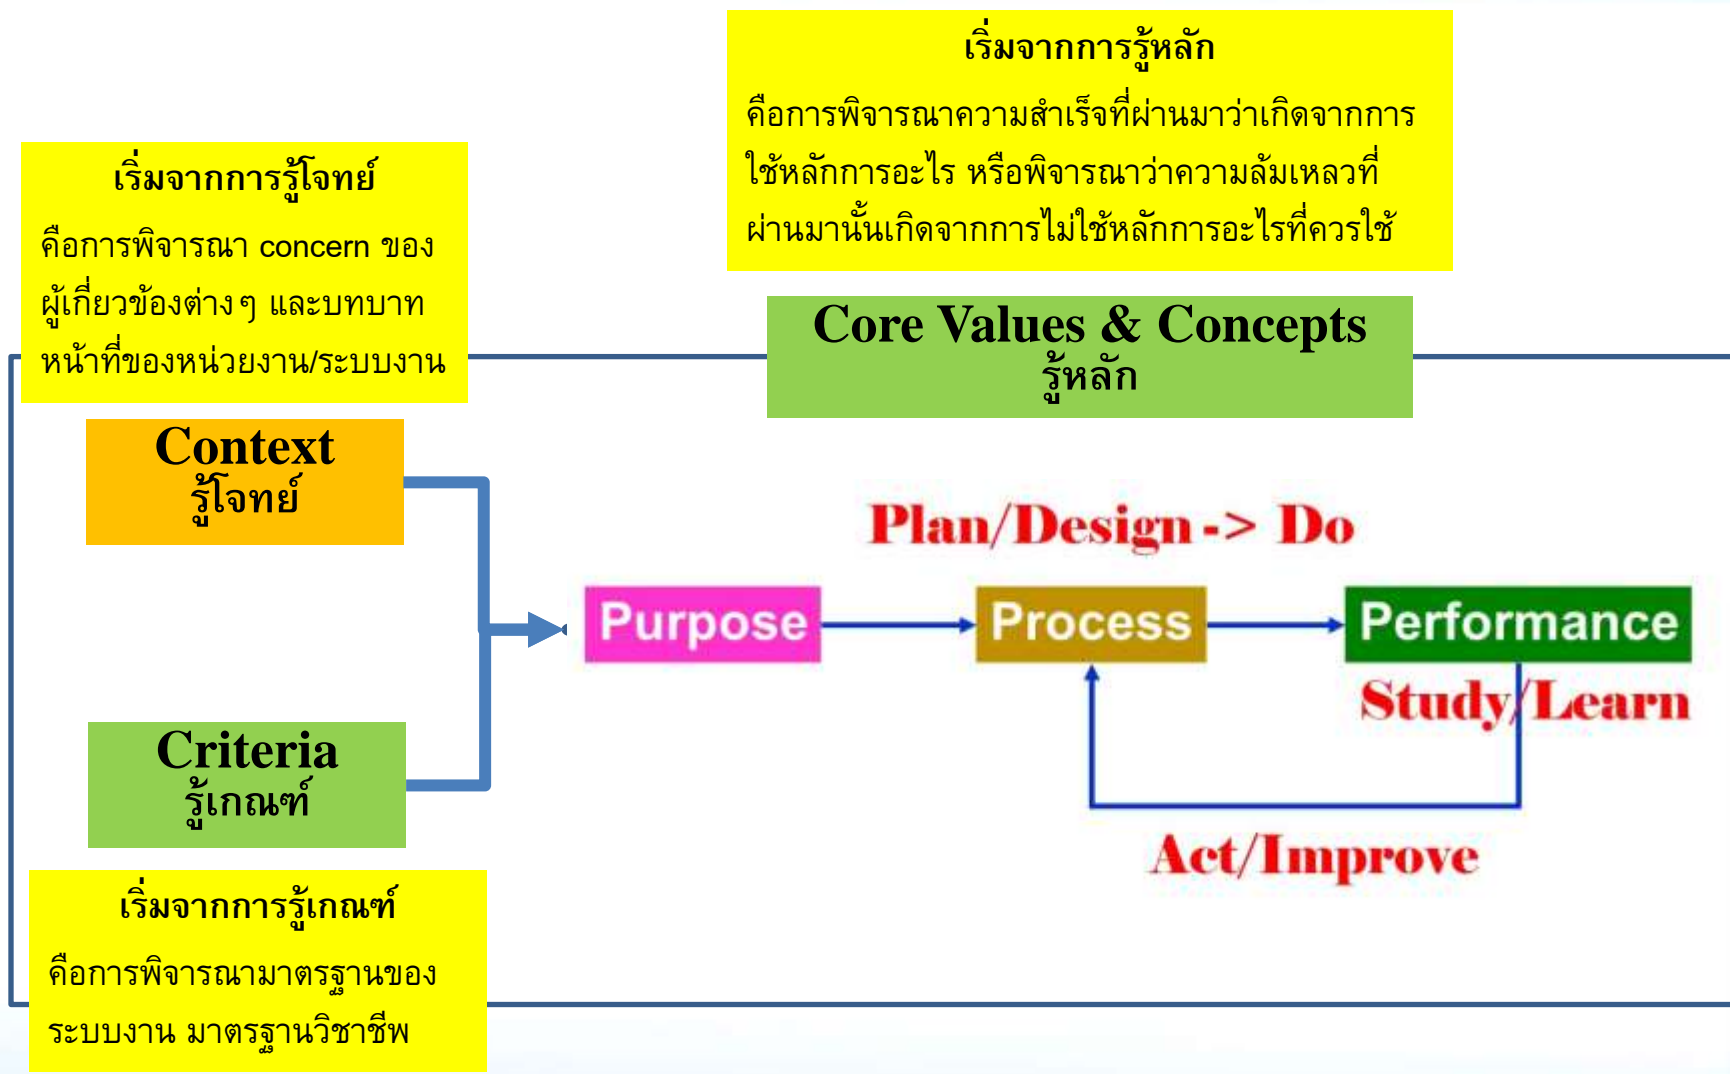 เริ่มจากการรู้หลัก
คือการพิจารณาความสำเร็จที่ผ่านมาว่าเกิดจากการ
ใช้หลักการอะไร หรือพิจารณาว่าความล้มเหลวที่
ผ่านมานั้นเกิดจากการไม่ใช้หลักการอะไรที่ควรใช้
เริ่มจากการรู้โจทย์
คือการพิจารณา concern ของ
ผู้เกี่ยวข้องต่างๆ และบทบาท
หน้าที่ของหน่วยงาน/ระบบงาน
Core Values & Concepts
รู้หลัก
Context
รู้โจทย์
Plan/Design -> Do
Purpose
Process
Performance
Study/Learn
Criteria
รู้เกณฑ์
Act/Improve
เริ่มจากการรู้เกณฑ์
คือการพิจารณามาตรฐานของ
ระบบงาน มาตรฐานวิชาชีพ